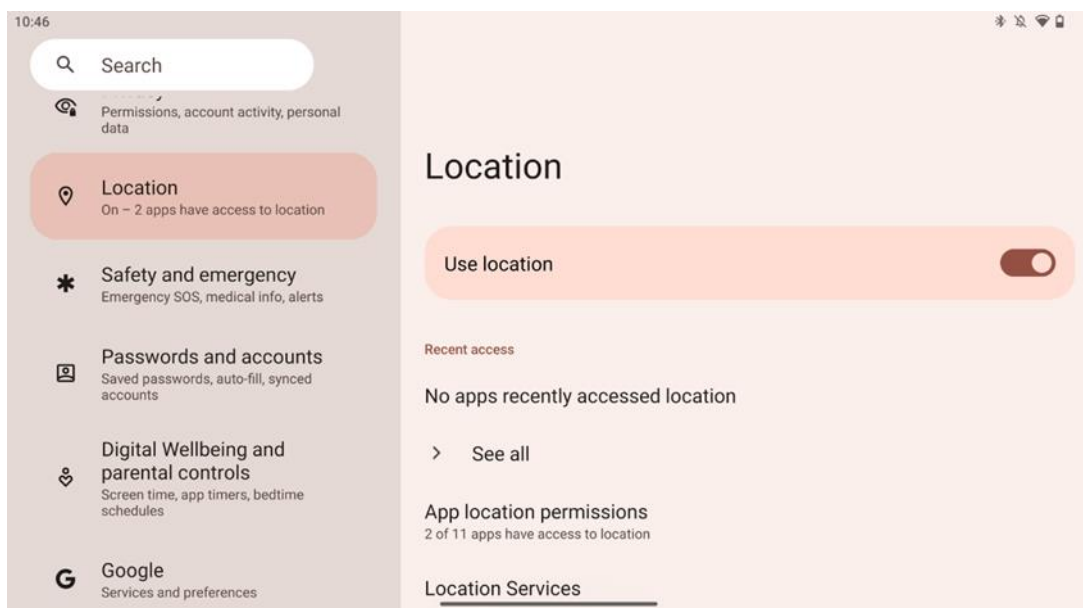 10:46
Search
Permissions, account activity, personal
data
Location
On – 2 apps have access to location
Safety and emergency
Emergency SOS, medical info, alerts
Passwords and accounts
Saved passwords, auto-fill, synced
accounts
Digital Wellbeing and
parental controls
Screen time, app timers, bedtime
schedules
Google
Services and preferences
Location
Use location
Recent access
No apps recently accessed location
See all
App location permissions
2 of 11 apps have access to location
Location Services